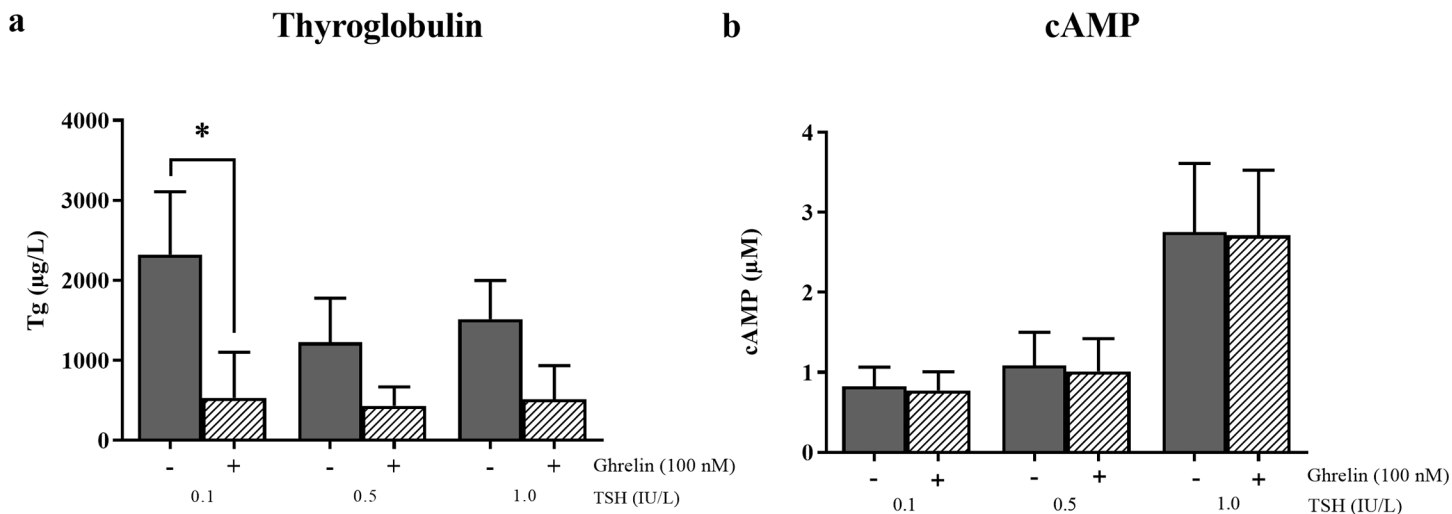 a Thyroglobulin
4000
3000
2000
1000
0
Tg (µg/L)
*
- + - + - + Ghrelin (100 nM)
0.1 0.5 1.0 TSH (IU/L)
b cAMP
4
3
2
1
0
cAMP (µM)
- + - + - + Ghrelin (100 nM)
0.1 0.5 1.0 TSH (IU/L)